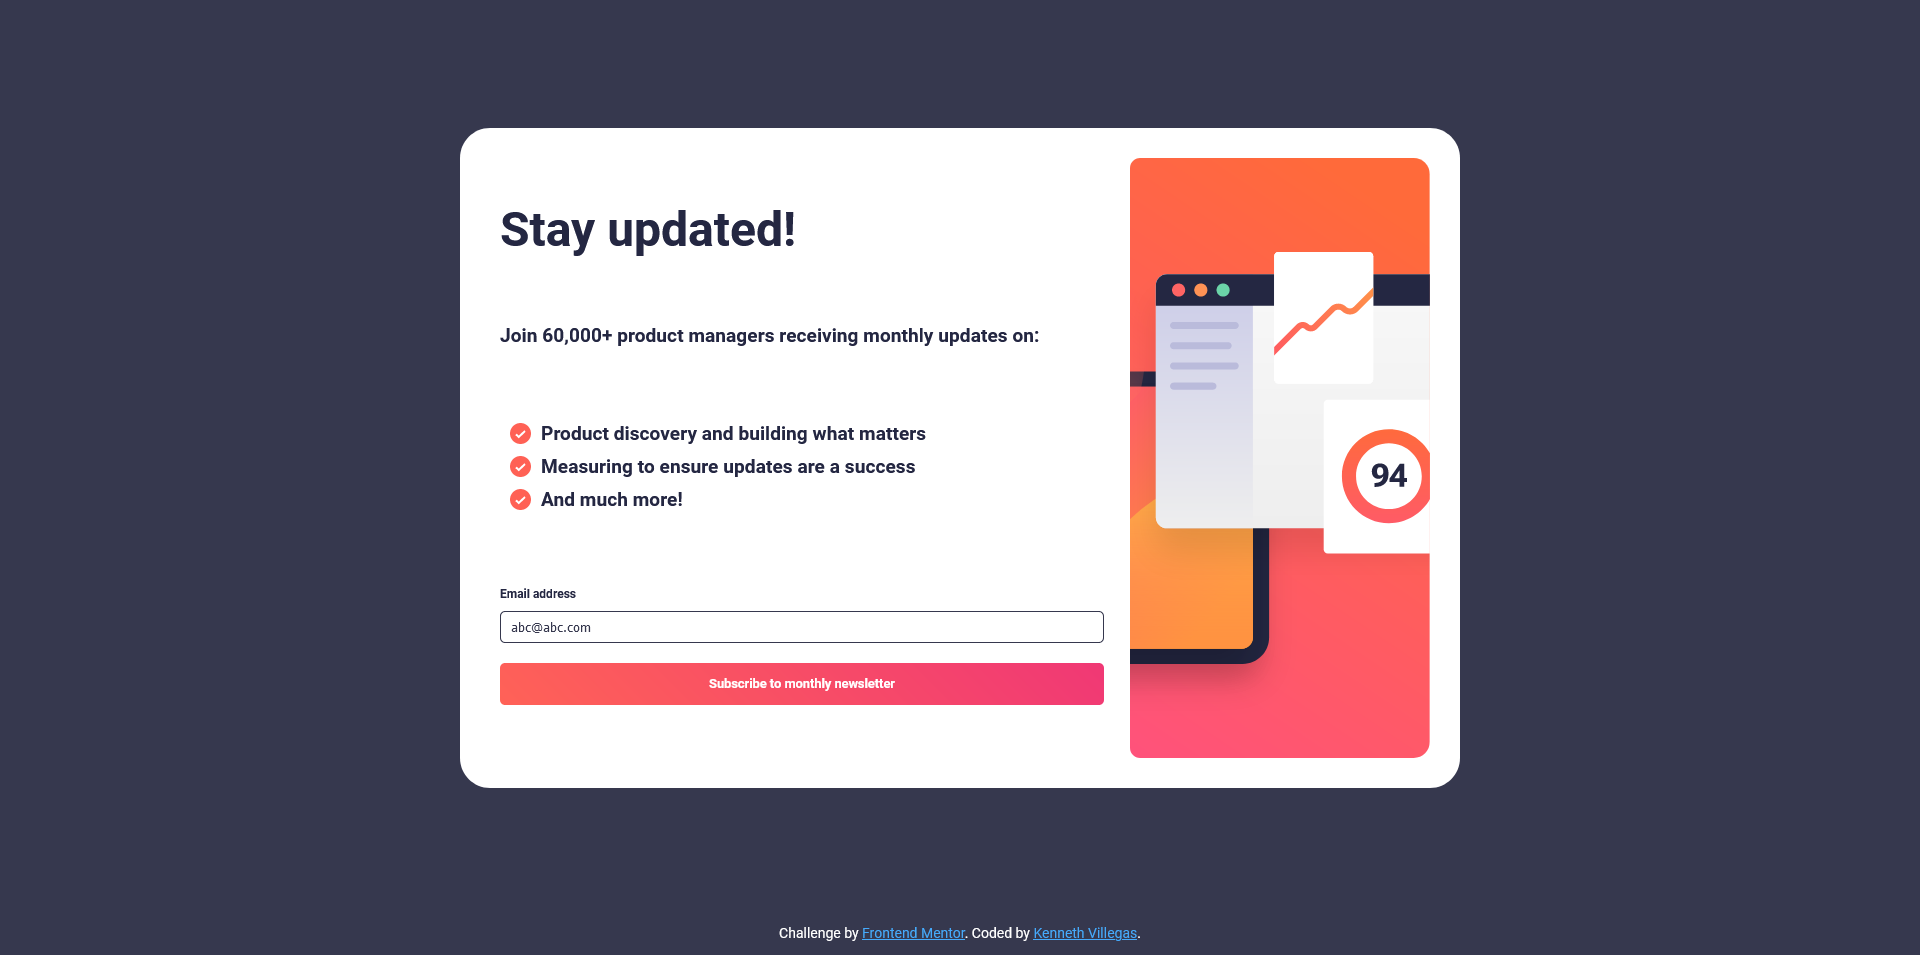 Stay updated!
Join 60,000+ product managers receiving monthly updates on:
Product discovery and building what matters
Measuring to ensure updates are a success
And much more!
Email address
abc@abc.com
Subscribe to monthly newsletter
94
Challenge by Frontend Mentor. Coded by Kenneth Villegas.